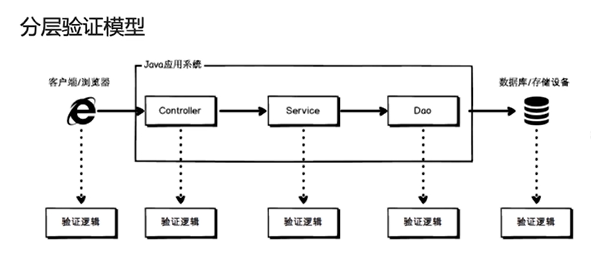 分层验证模型
Java应用系统
客户端/浏览器
数据库/存储设备
Controller
Service
Dao
验证逻辑
验证逻辑
验证逻辑
验证逻辑
验证逻辑